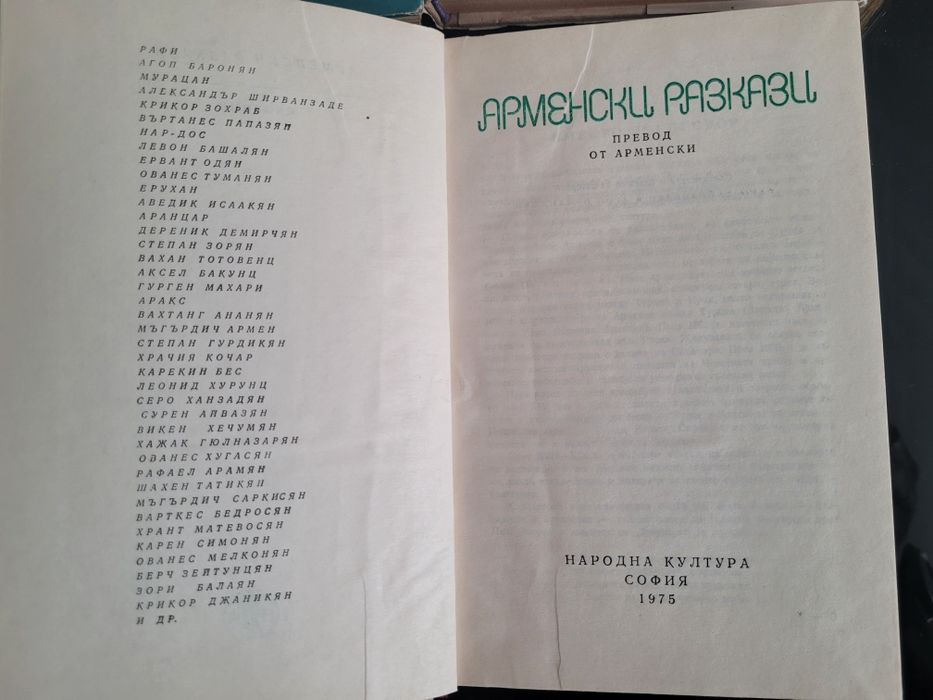 РАФИ
АГОП БАРОНЯН
МУРАЦАН
АЛЕКСАНДЪР ШИРВАНЗАДЕ
КРИКОР ЗОХРАБ
ВЪРТАНЕС ПАПАЗЯН
НАР-ДОС
ЛЕВОН БАШАЛЯН
ЕРВАНТ ОДЯН
ОВАНЕС ТУМАНЯН
ЕРУХАН
АВЕДИК ИСААКЯН
АРАНЦАР
ДЕРЕНИК ДЕМИРЧЯН
СТЕПАН ЗОРЯН
ВАХАН ТОТОВЕНЦ
АКСЕЛ БАКУНЦ
ГУРГЕН МАХАРИ
АРАКС
ВАХТАНГ АНАНЯН
МЪГЪРДИЧ АРМЕН
СТЕПАН ГУРДИКЯН
ХРАЧИЯ КОЧАР
КАРЕКИН БЕС
ЛЕОНИД ХУРУНЦ
СЕРО ХАНЗАДЯН
СУРЕН АЙВАЗЯН
ВИКЕН ХЕЧУМЯН
ХАЖАК ГЮЛНАЗАРЯН
ОВАНЕС ХУГАСЯН
РАФАЕЛ АРАМЯН
ШАХЕН ТАТИКЯН
МЪГЪРДИЧ САРКИСЯН
ВАРТКЕС БЕДРОСЯН
ХРАНТ МАТЕВОСЯН
КАРЕН СИМОНЯН
ОВАНЕС МЕЛКОНЯН
БЕРЧ ЗЕЙТУНЦЯН
ЗОРИ БАЛАЯН
КРИКОР ДЖАНИКЯН
И ДР.
АРМЕНСКИ РАЗКАЗИ
ПРЕВОД
ОТ АРМЕНСКИ
НАРОДНА КУЛТУРА
СОФИЯ
1975